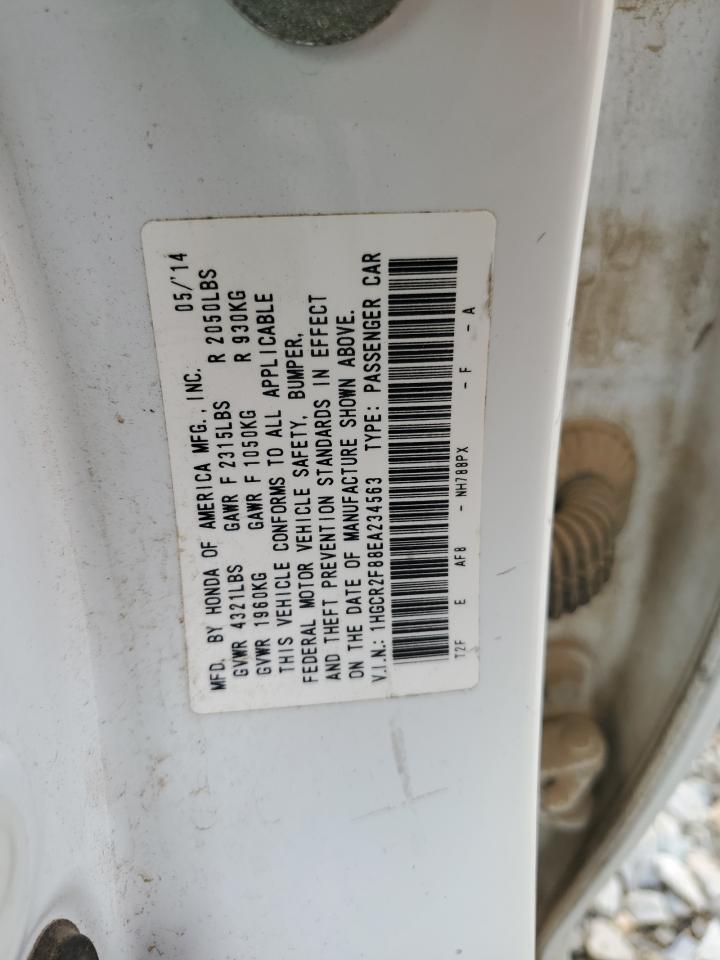 MFD. BY HONDA OF AMERICA MFG., INC. 05/'14
GVWR 4321LBS GAWR F 2315LBS R 2050LBS
GVWR 1960KG GAWR F 1050KG R 930KG
THIS VEHICLE CONFORMS TO ALL APPLICABLE
FEDERAL MOTOR VEHICLE SAFETY, BUMPER,
AND THEFT PREVENTION STANDARDS IN EFFECT
ON THE DATE OF MANUFACTURE SHOWN ABOVE.
V.I.N.: 1HGCR2F88EA234563 TYPE: PASSENGER CAR
T2F E AF8 - NH788PX - F - A